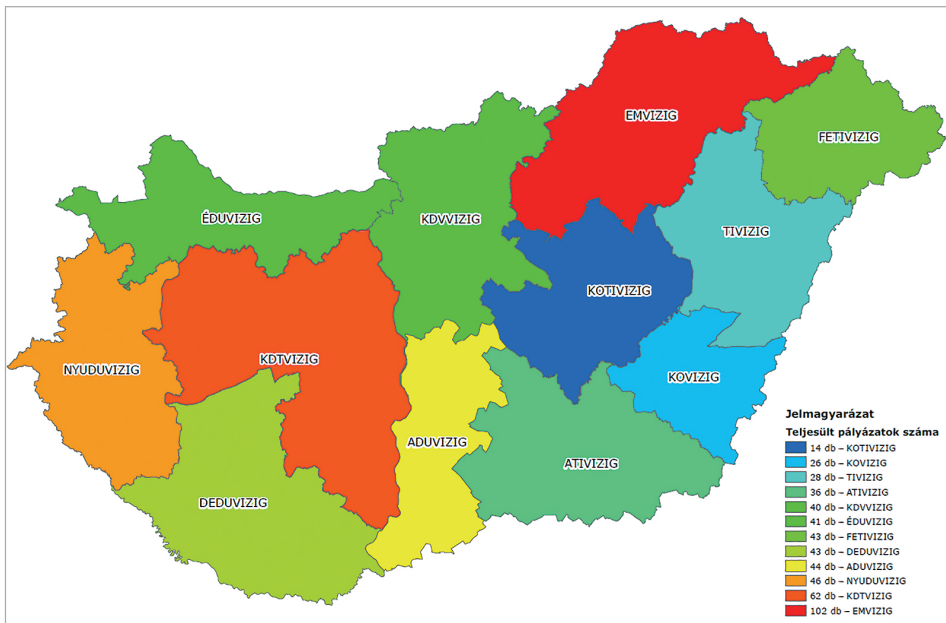 EMVIZIG
FETIVIZIG
ÉDUVIZIG
KDVVIZIG
TIVIZIG
KOTIVIZIG
NYUDUVIZIG
KDTVIZIG
KOVIZIG
ADUVIZIG
ATIVIZIG
DEDUVIZIG
Jelmagyarázat
Teljesült pályázatok száma
14 db – KOTIVIZIG
26 db – KOVIZIG
28 db – TIVIZIG
36 db – ATIVIZIG
40 db – KDVVIZIG
41 db – ÉDUVIZIG
43 db – FETIVIZIG
43 db – DEDUVIZIG
44 db – ADUVIZIG
46 db – NYUDUVIZIG
62 db – KDTVIZIG
102 db – EMVIZIG